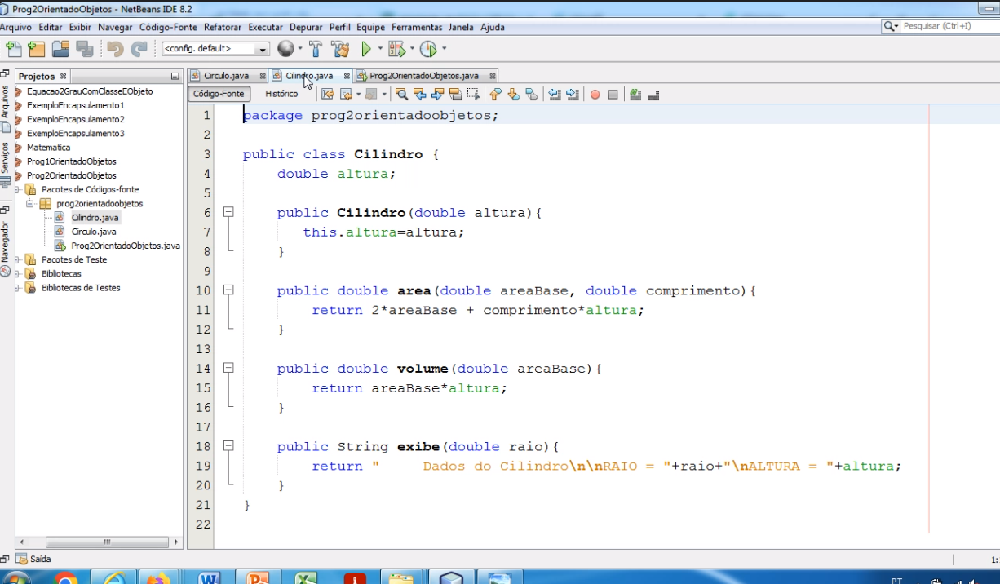 Prog2OrientadoObjetos - NetBeans IDE 8.2
Arquivo Editar Exibir Navegar Código-Fonte Refatorar Executar Depurar Perfil Equipe Ferramentas Janela Ajuda
Pesquisar (Ctrl+I)
<config. default>
Projetos
Circulo.java
Cilindro.java
Prog2OrientadoObjetos.java
Código-Fonte
Histórico
Arquivos
Serviços
Navegador
Equacao2GrauComClasseEObjeto
ExemploEncapsulamento1
ExemploEncapsulamento2
ExemploEncapsulamento3
Matematica
Prog1OrientadoObjetos
Prog2OrientadoObjetos
Pacotes de Códigos-fonte
prog2orientadoobjetos
Cilindro.java
Circulo.java
Prog2OrientadoObjetos.java
Pacotes de Teste
Bibliotecas
Bibliotecas de Testes
1 package prog2orientadoobjetos;
2
3 public class Cilindro {
4 double altura;
5
6 public Cilindro(double altura){
7 this.altura=altura;
8 }
9
10 public double area(double areaBase, double comprimento){
11 return 2*areaBase + comprimento*altura;
12 }
13
14 public double volume(double areaBase){
15 return areaBase*altura;
16 }
17
18 public String exibe(double raio){
19 return "     Dados do Cilindro\n\nRAIO = "+raio+"\nALTURA = "+altura;
20 }
21 }
22
Saída
1:
PT